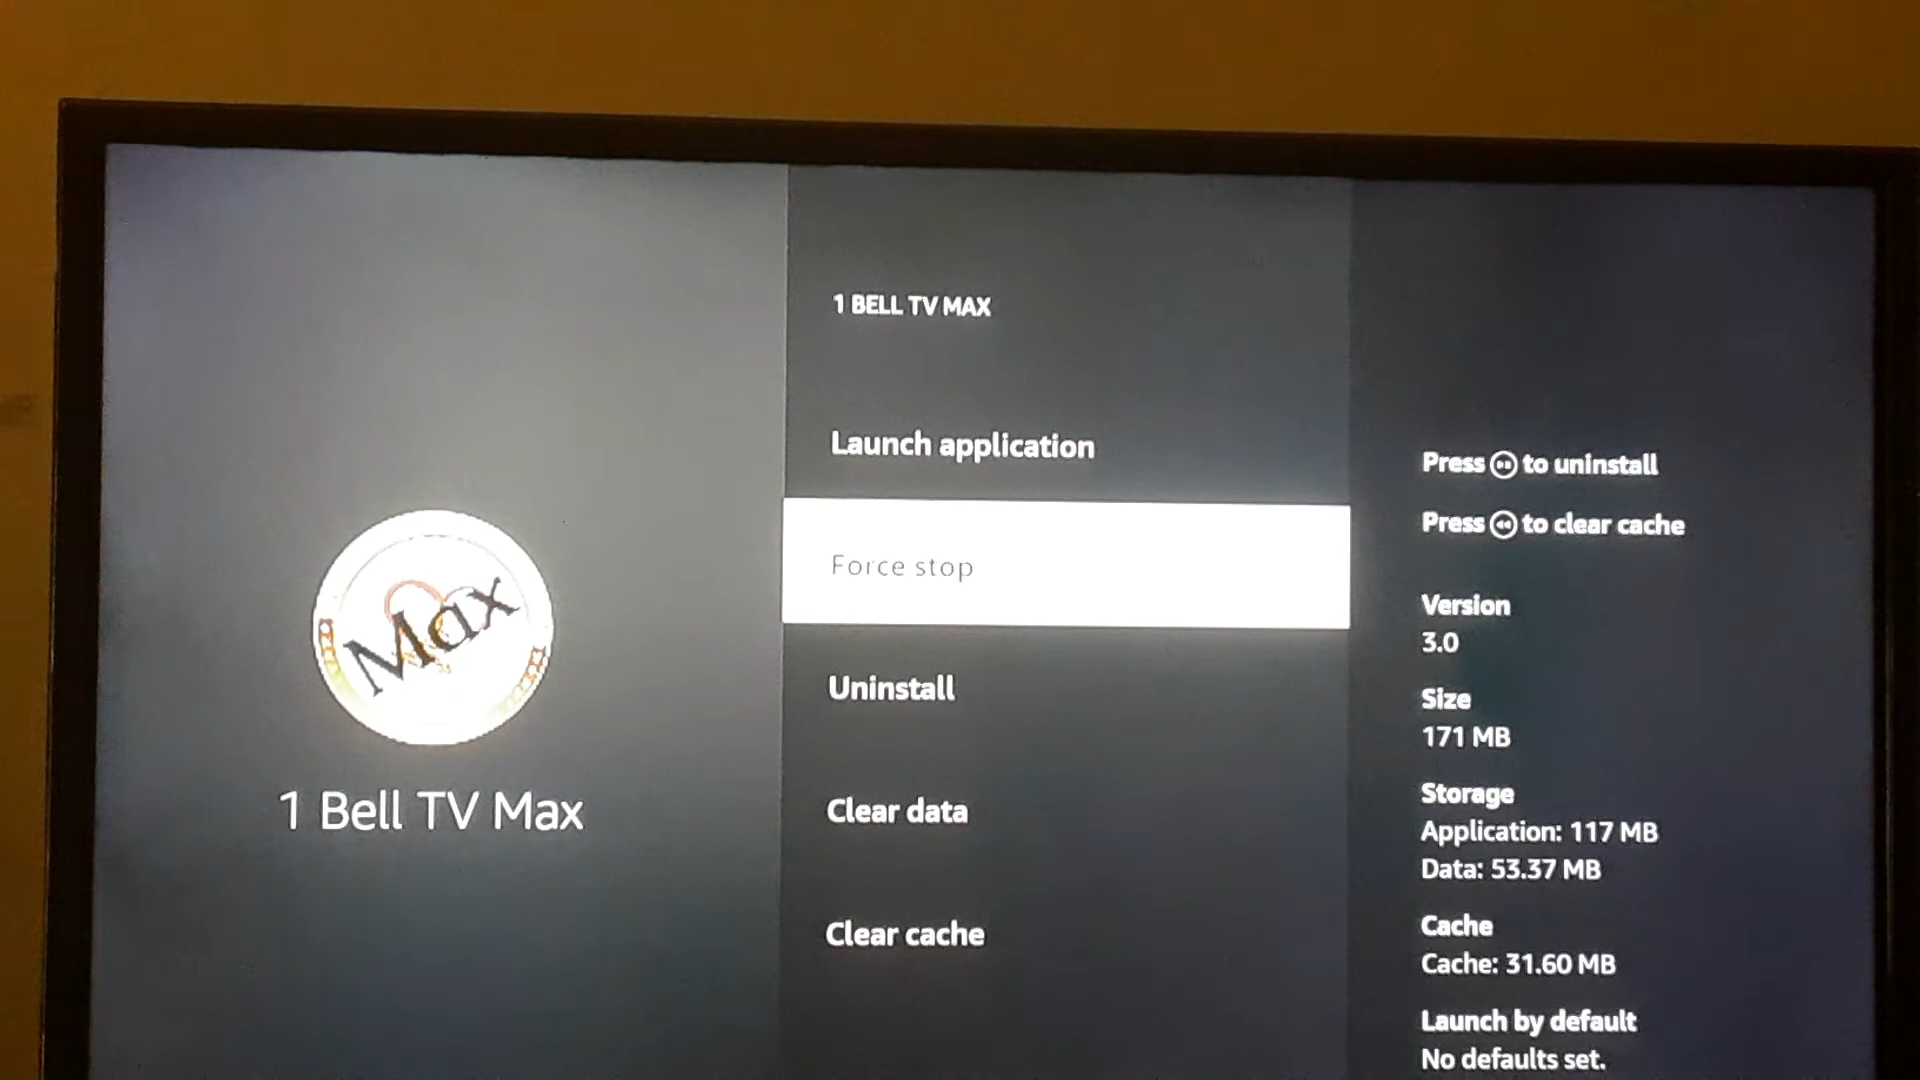 1 BELL TV MAX
Launch application
Force stop
Uninstall
Clear data
Clear cache
Max
1 Bell TV Max
Press to uninstall
Press to clear cache
Version
3.0
Size
171 MB
Storage
Application: 117 MB
Data: 53.37 MB
Cache
Cache: 31.60 MB
Launch by default
No defaults set.